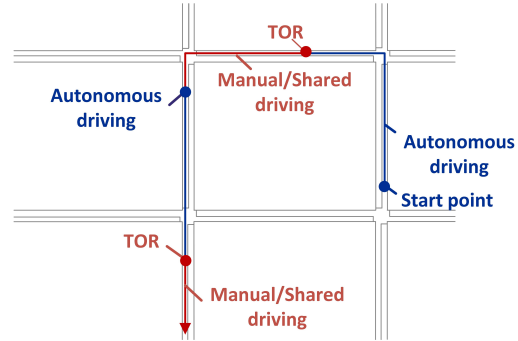 TOR
Manual/Shared
driving
Autonomous
driving
Autonomous
driving
Start point
TOR
Manual/Shared
driving